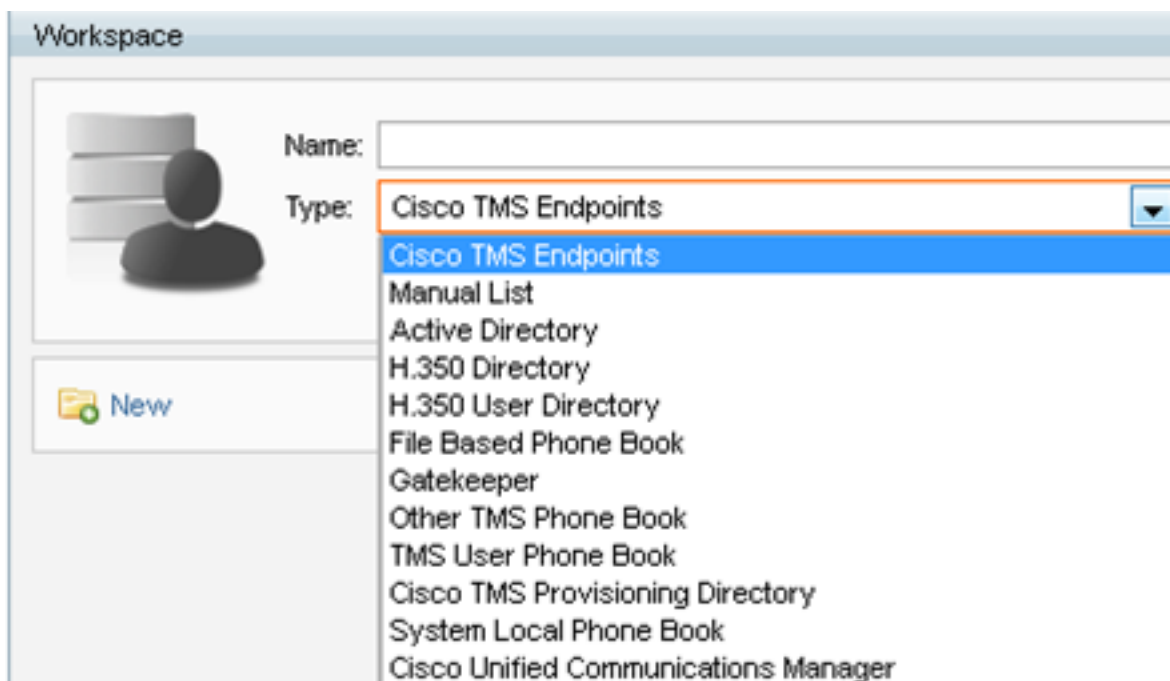 Workspace
Name:
Type: Cisco TMS Endpoints
Cisco TMS Endpoints
Manual List
Active Directory
H.350 Directory
H.350 User Directory
New
File Based Phone Book
Gatekeeper
Other TMS Phone Book
TMS User Phone Book
Cisco TMS Provisioning Directory
System Local Phone Book
Cisco Unified Communications Manager